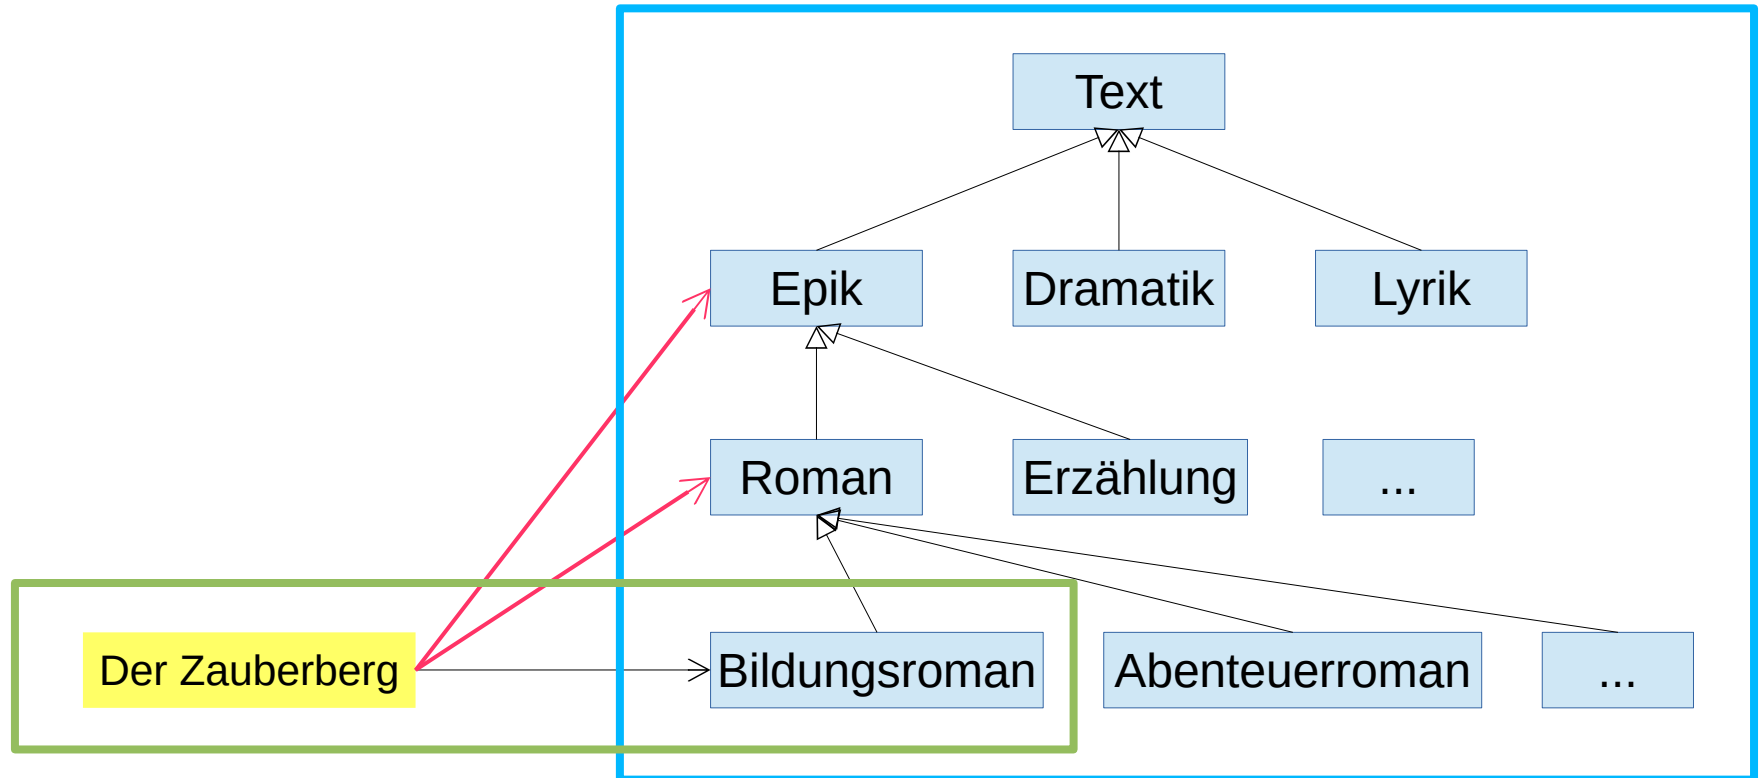 Text
Epik
Dramatik
Lyrik
Roman
Erzählung
...
Der Zauberberg
Bildungsroman
Abenteuerroman
...